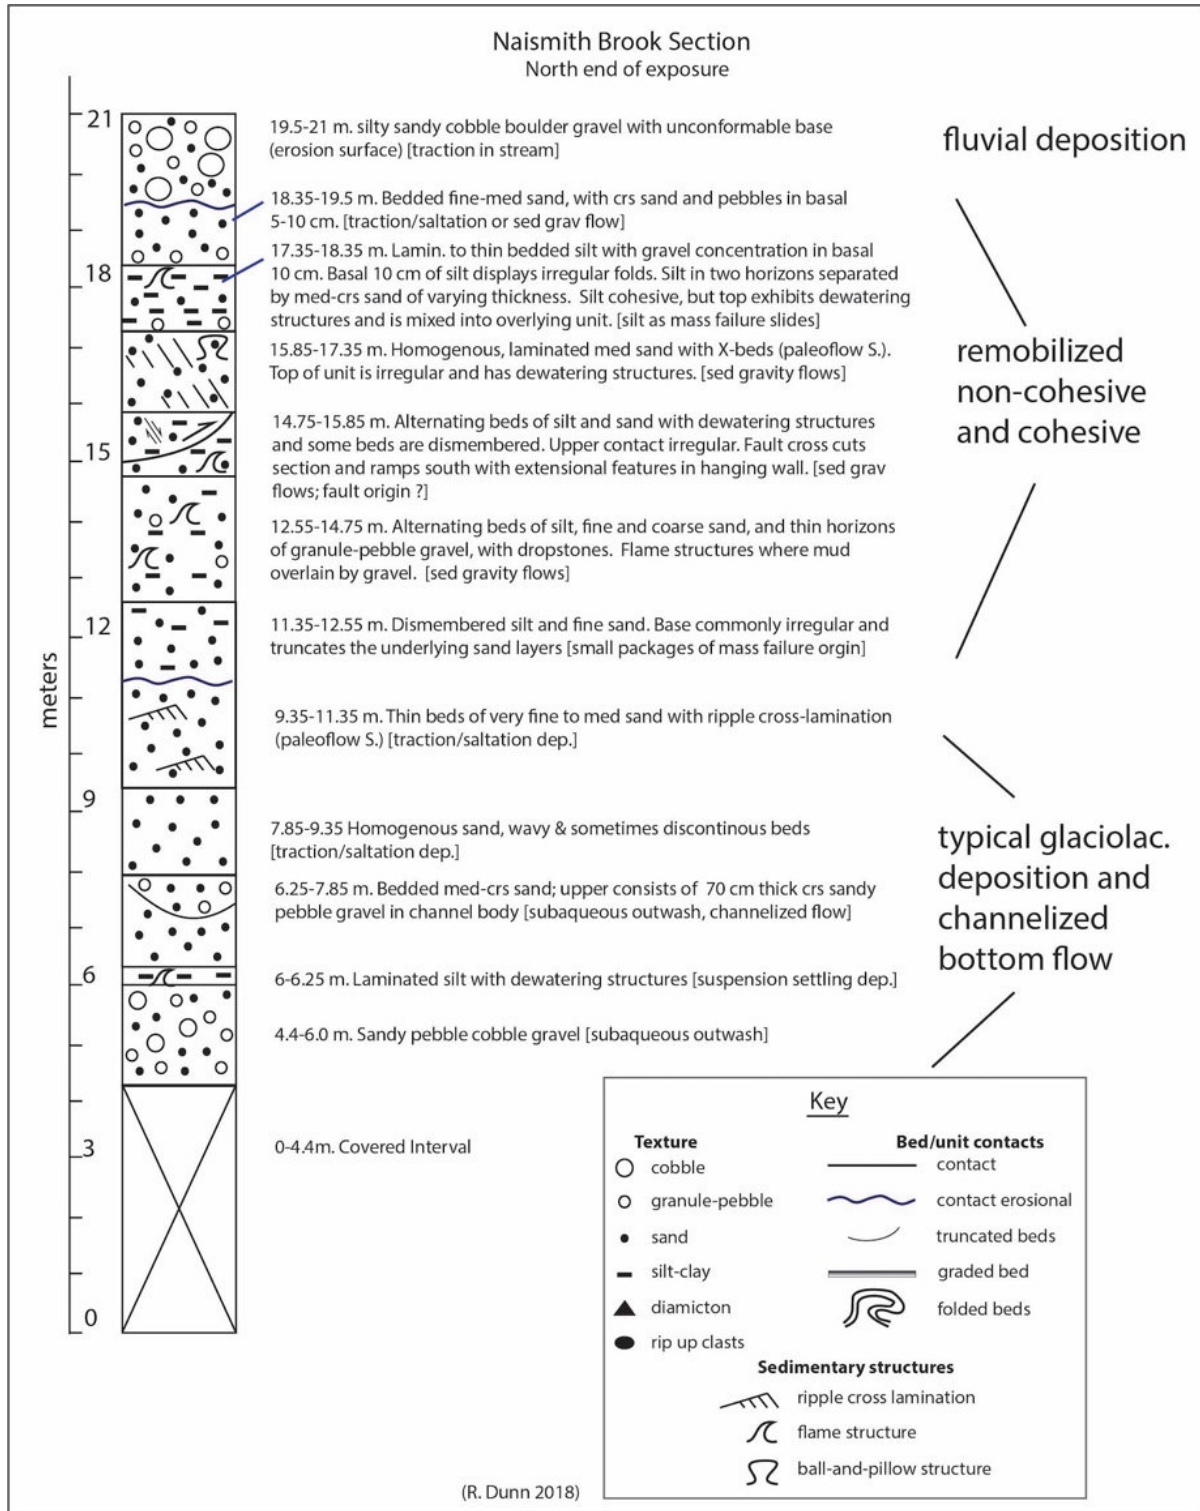 Naismith Brook Section
North end of exposure
21
18
15
12
9
6
3
0
meters
19.5-21 m. silty sandy cobble boulder gravel with unconformable base
(erosion surface) [traction in stream]
18.35-19.5 m. Bedded fine-med sand, with crs sand and pebbles in basal
5-10 cm. [traction/saltation or sed grav flow]
17.35-18.35 m. Lamin. to thin bedded silt with gravel concentration in basal
10 cm. Basal 10 cm of silt displays irregular folds. Silt in two horizons separated
by med-crs sand of varying thickness. Silt cohesive, but top exhibits dewatering
structures and is mixed into overlying unit. [silt as mass failure slides]
15.85-17.35 m. Homogenous, laminated med sand with X-beds (paleoflow S.).
Top of unit is irregular and has dewatering structures. [sed gravity flows]
14.75-15.85 m. Alternating beds of silt and sand with dewatering structures
and some beds are dismembered. Upper contact irregular. Fault cross cuts
section and ramps south with extensional features in hanging wall. [sed grav
flows; fault origin ?]
12.55-14.75 m. Alternating beds of silt, fine and coarse sand, and thin horizons
of granule-pebble gravel, with dropstones. Flame structures where mud
overlain by gravel. [sed gravity flows]
11.35-12.55 m. Dismembered silt and fine sand. Base commonly irregular and
truncates the underlying sand layers [small packages of mass failure orgin]
9.35-11.35 m. Thin beds of very fine to med sand with ripple cross-lamination
(paleoflow S.) [traction/saltation dep.]
7.85-9.35 Homogenous sand, wavy & sometimes discontinous beds
[traction/saltation dep.]
6.25-7.85 m. Bedded med-crs sand; upper consists of 70 cm thick crs sandy
pebble gravel in channel body [subaqueous outwash, channelized flow]
6-6.25 m. Laminated silt with dewatering structures [suspension settling dep.]
4.4-6.0 m. Sandy pebble cobble gravel [subaqueous outwash]
0-4.4m. Covered Interval
fluvial deposition
remobilized
non-cohesive
and cohesive
typical glaciolac.
deposition and
channelized
bottom flow
Key
Texture
cobble
granule-pebble
sand
silt-clay
diamicton
rip up clasts
Bed/unit contacts
contact
contact erosional
truncated beds
graded bed
folded beds
Sedimentary structures
ripple cross lamination
flame structure
ball-and-pillow structure
(R. Dunn 2018)